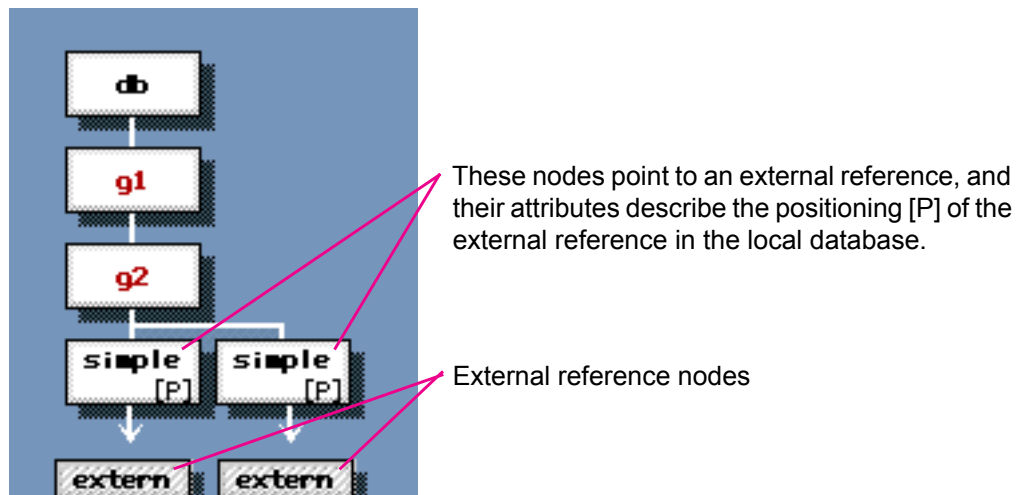 db
g1
g2
These nodes point to an external reference, and
their attributes describe the positioning [P] of the
external reference in the local database.
simple
[P]
simple
[P]
External reference nodes
extern
extern